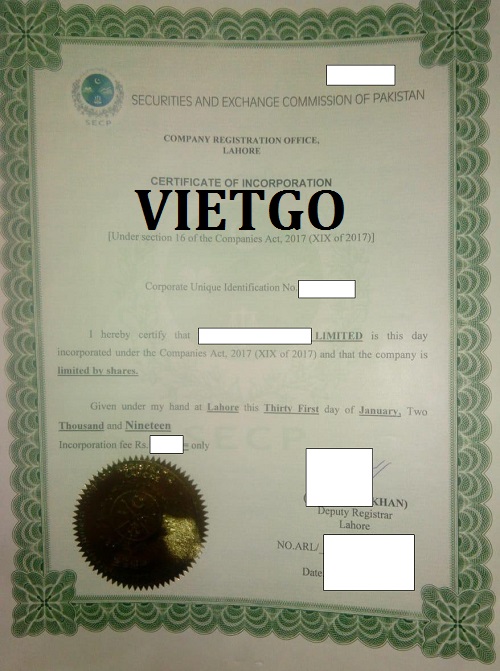 SECP
SECURITIES AND EXCHANGE COMMISSION OF PAKISTAN
COMPANY REGISTRATION OFFICE,
LAHORE
CERTIFICATE OF INCORPORATION
VIETGO
[Under section 16 of the Companies Act, 2017 (XIX of 2017)]
Corporate Unique Identification No.
I hereby certify that LIMITED is this day
incorporated under the Companies Act, 2017 (XIX of 2017) and that the company is
limited by shares.
Given under my hand at Lahore this Thirty First day of January, Two
Thousand and Nineteen
Incorporation fee Rs. = only
SECP
( KHAN)
Deputy Registrar
Lahore
NO.ARL/
Date